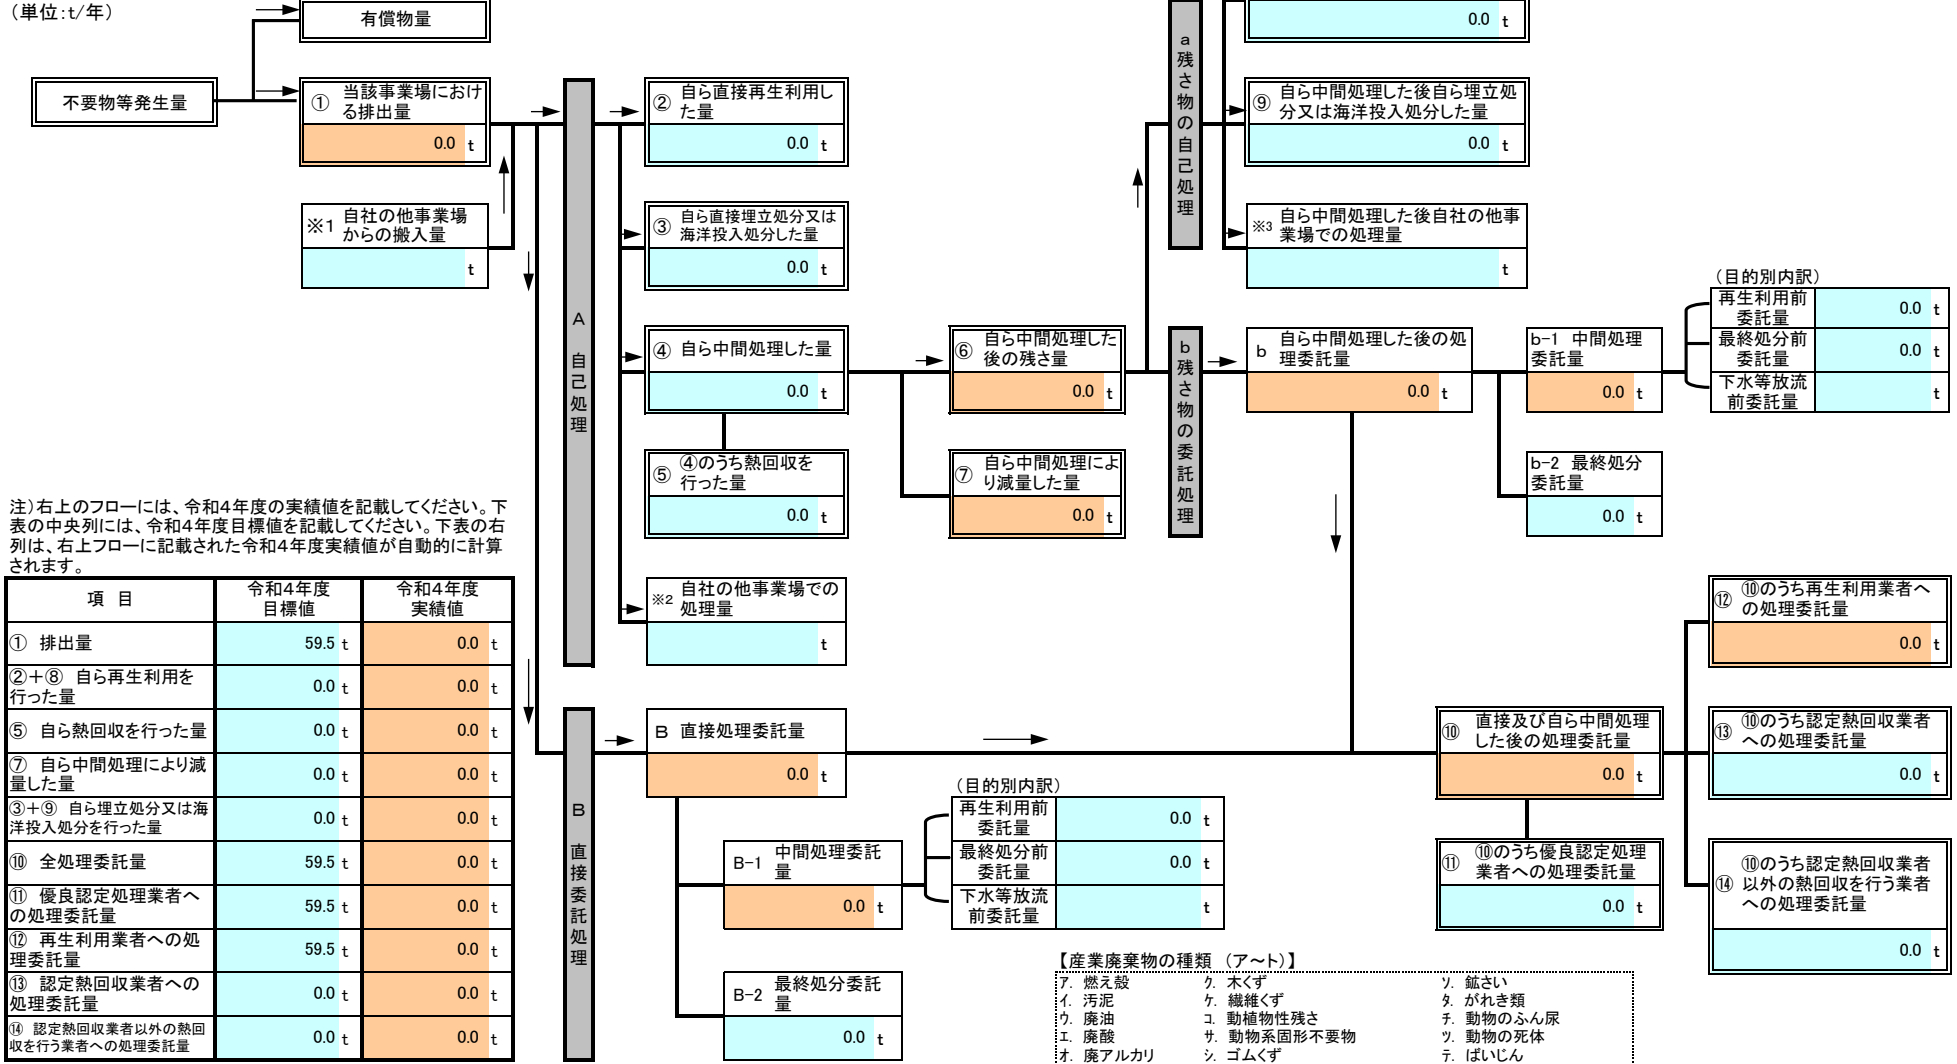 （単位：t/年）
有償物量
不要物等発生量
① 当該事業場におけ
る排出量
0.0 t
※1 自社の他事業場
からの搬入量
t
A 自己処理
② 自ら直接再生利用し
た量
0.0 t
③ 自ら直接埋立処分又は
海洋投入処分した量
0.0 t
④ 自ら中間処理した量
0.0 t
⑤ ④のうち熱回収を
行った量
0.0 t
※2 自社の他事業場での
処理量
t
⑥ 自ら中間処理した
後の残さ量
0.0 t
⑦ 自ら中間処理によ
り減量した量
0.0 t
a 残さ物の自己処理
0.0 t
⑨ 自ら中間処理した後自ら埋立処
分又は海洋投入処分した量
0.0 t
※3 自ら中間処理した後自社の他事
業場での処理量
t
b 残さ物の委託処理
b 自ら中間処理した後の処
理委託量
0.0 t
b-1 中間処理
委託量
0.0 t
b-2 最終処分
委託量
0.0 t
（目的別内訳）
再生利用前
委託量
0.0 t
最終処分前
委託量
0.0 t
下水等放流
前委託量
t
注）右上のフローには、令和4年度の実績値を記載してください。下
表の中央列には、令和4年度目標値を記載してください。下表の右
列は、右上フローに記載された令和4年度実績値が自動的に計算
されます。
項 目 令和4年度
目標値 令和4年度
実績値
① 排出量 59.5 t 0.0 t
②＋⑧ 自ら再生利用を
行った量 0.0 t 0.0 t
⑤ 自ら熱回収を行った量 0.0 t 0.0 t
⑦ 自ら中間処理により減
量した量 0.0 t 0.0 t
③＋⑨ 自ら埋立処分又は海
洋投入処分を行った量 0.0 t 0.0 t
⑩ 全処理委託量 59.5 t 0.0 t
⑪ 優良認定処理業者へ
の処理委託量 59.5 t 0.0 t
⑫ 再生利用業者への処
理委託量 59.5 t 0.0 t
⑬ 認定熱回収業者への
処理委託量 0.0 t 0.0 t
⑭ 認定熱回収業者以外の熱回
収を行う業者への処理委託量 0.0 t 0.0 t
B 直接委託処理
B 直接処理委託量
0.0 t
B-1 中間処理委託
量
0.0 t
B-2 最終処分委託
量
0.0 t
（目的別内訳）
再生利用前
委託量
0.0 t
最終処分前
委託量
0.0 t
下水等放流
前委託量
t
⑩ 直接及び自ら中間処理
した後の処理委託量
0.0 t
⑪ ⑩のうち優良認定処理
業者への処理委託量
0.0 t
⑫ ⑩のうち再生利用業者へ
の処理委託量
0.0 t
⑬ ⑩のうち認定熱回収業者
への処理委託量
0.0 t
⑭ ⑩のうち認定熱回収業者
以外の熱回収を行う業者
への処理委託量
0.0 t
【産業廃棄物の種類 （ア～ト）】
ア. 燃え殻 ク. 木くず ソ. 鉱さい
イ. 汚泥 ケ. 繊維くず タ. がれき類
ウ. 廃油 コ. 動植物性残さ チ. 動物のふん尿
エ. 廃酸 サ. 動物系固形不要物 ツ. 動物の死体
オ. 廃アルカリ シ. ゴムくず テ. ばいじん